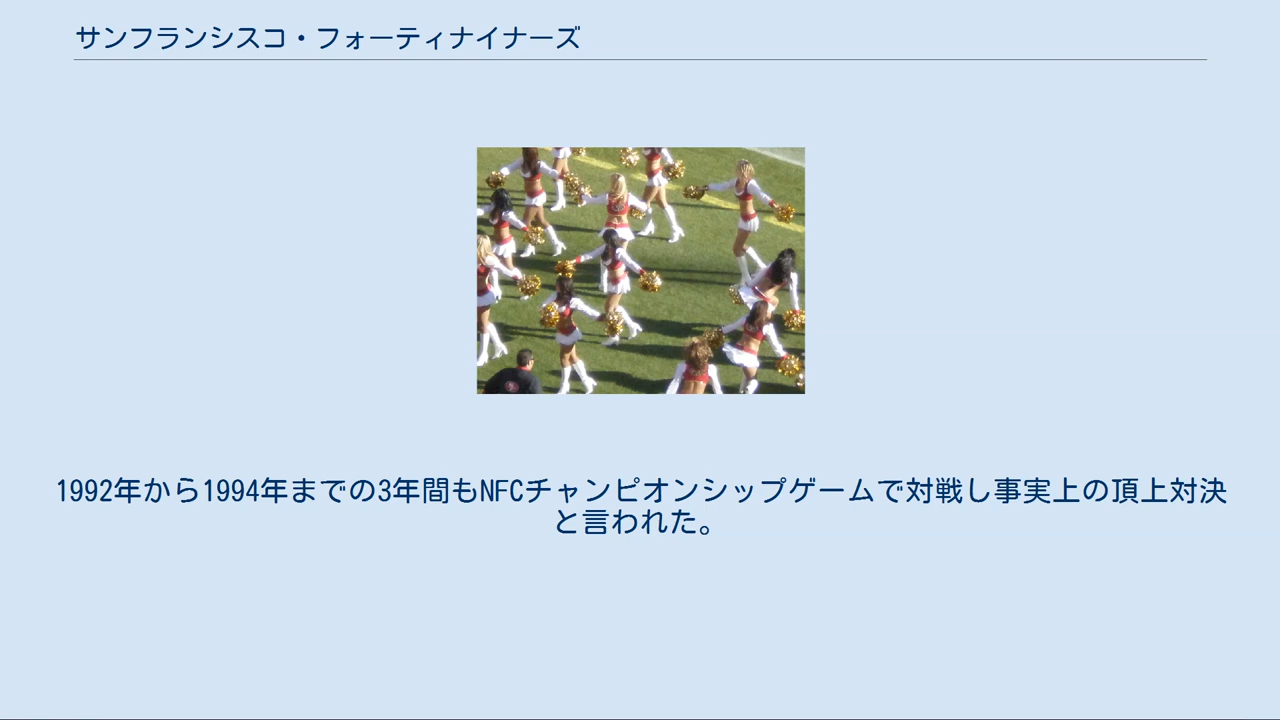 サンフランシスコ・フォーティナイナーズ
1992年から1994年までの3年間もNFCチャンピオンシップゲームで対戦し事実上の頂上対決
と言われた。